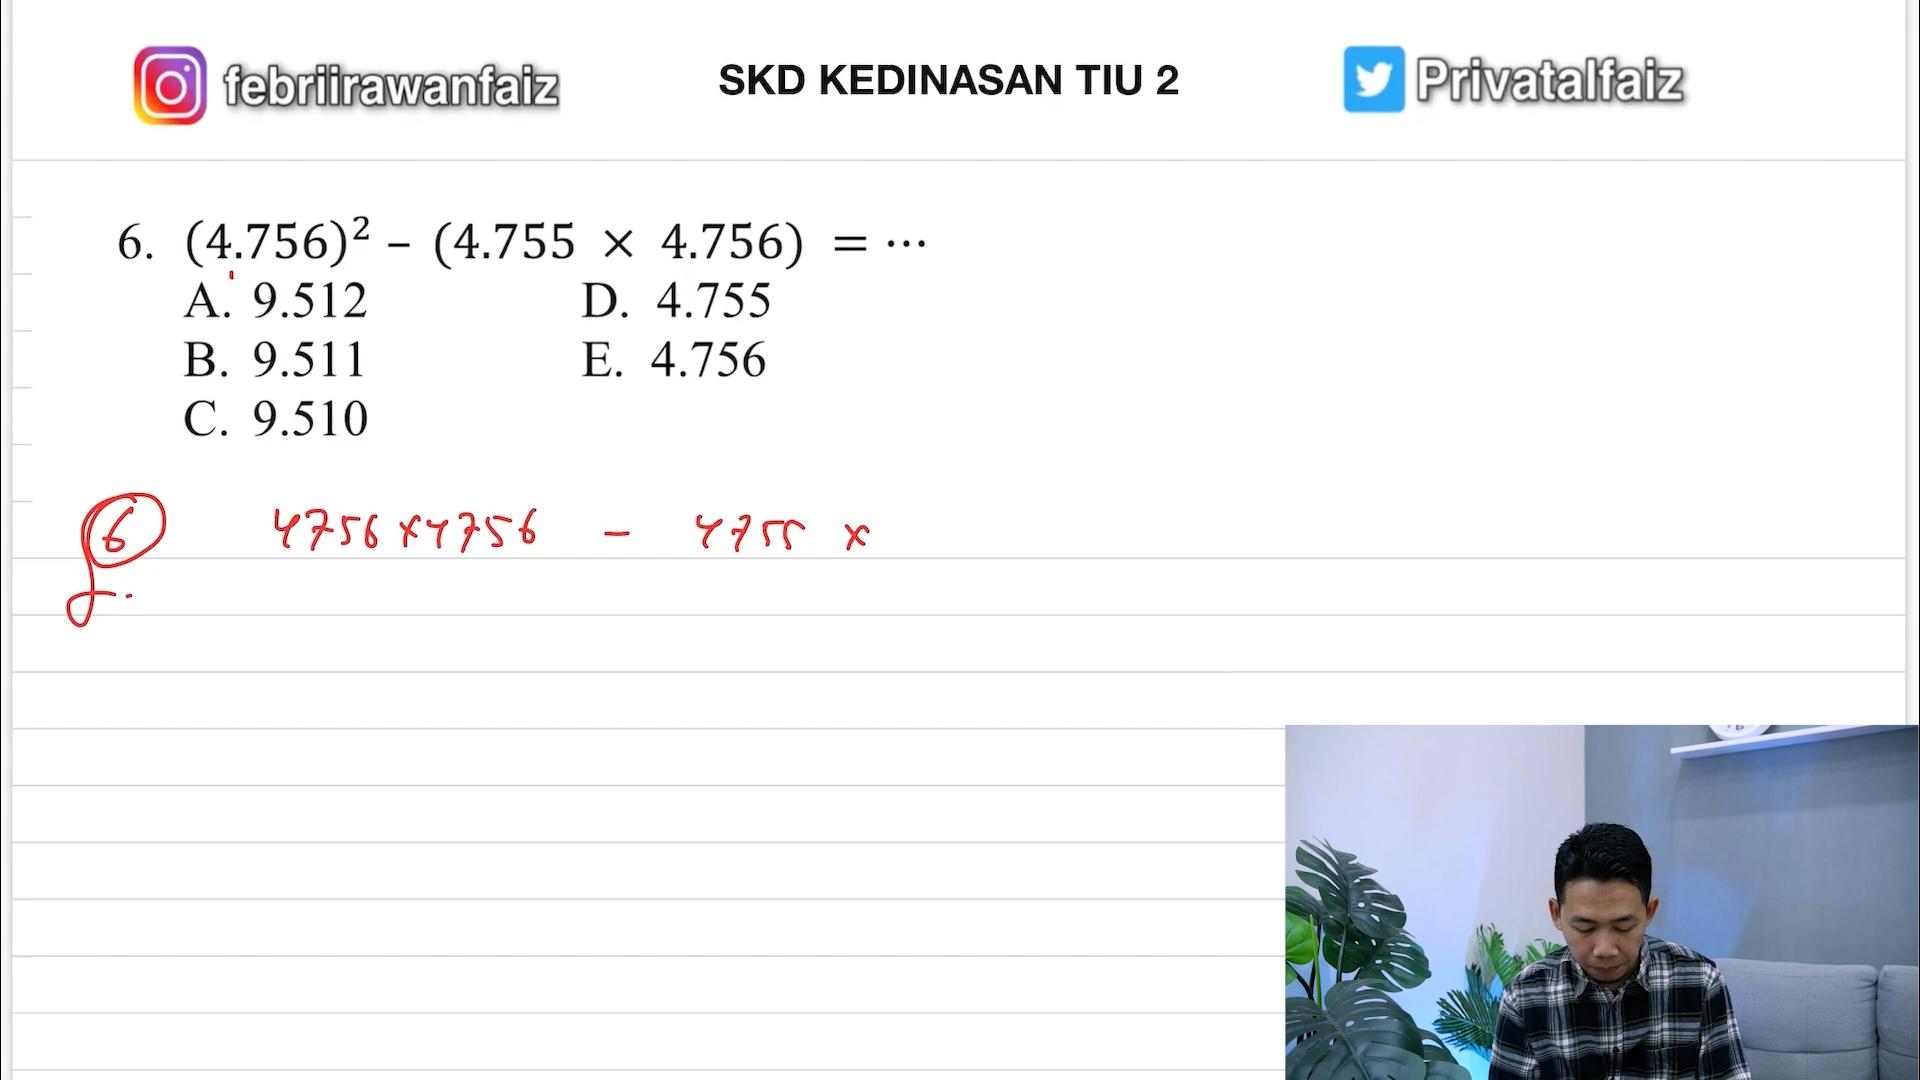 febriirawanfaiz SKD KEDINASAN TIU 2 Privatalfaiz
6. (4.756)² – (4.755 × 4.756) = ⋯
A. 9.512 D. 4.755
B. 9.511 E. 4.756
C. 9.510
6 4756 x 4756 – 4755 x